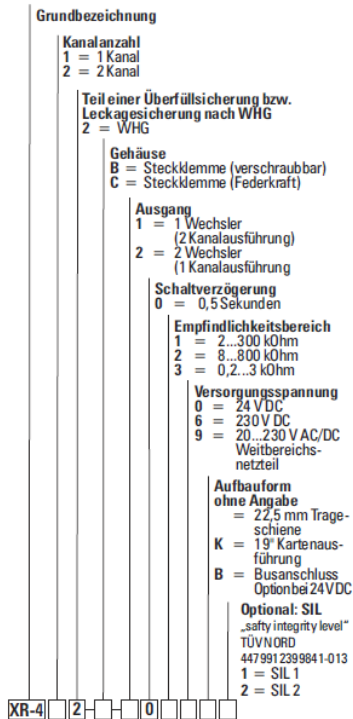 Grundbezeichnung
Kanalanzahl
1 = 1 Kanal
2 = 2 Kanal
Teil einer Überfüllsicherung bzw.
Leckagesicherung nach WHG
2 = WHG
Gehäuse
B = Steckklemme (verschraubbar)
C = Steckklemme (Federkraft)
Ausgang
1 = 1 Wechsler
(2 Kanalausführung)
2 = 2 Wechsler
(1 Kanalausführung
Schaltverzögerung
0 = 0,5 Sekunden
Empfindlichkeitsbereich
1 = 2...300 kOhm
2 = 8...800 kOhm
3 = 0,2...3 kOhm
Versorgungsspannung
0 = 24 V DC
6 = 230 V DC
9 = 20...230 V AC/DC
Weitbereichs-
netzteil
Aufbauform
ohne Angabe
= 22,5 mm Trage-
schiene
K = 19" Kartenaus-
führung
B = Busanschluss
Option bei 24 V DC
Optional: SIL
„safty integrity level“
TÜV NORD
4479912399841-013
1 = SIL 1
2 = SIL 2
XR-4 2 - - 0